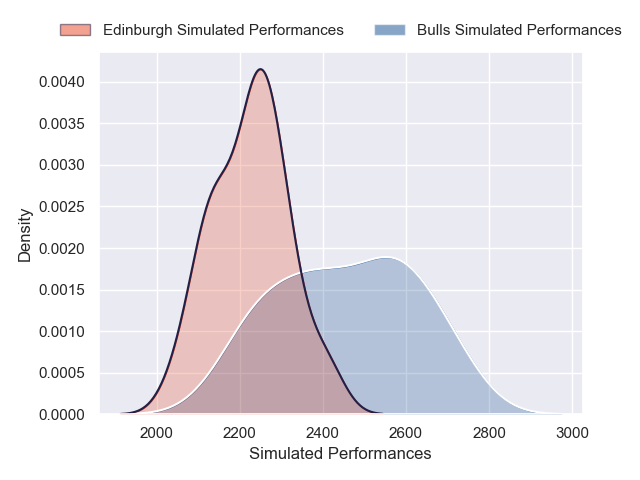 Edinburgh Simulated Performances Bulls Simulated Performances
0.0040
0.0035
0.0030
0.0025
0.0020
0.0015
0.0010
0.0005
0.0000
Density
2000 2200 2400 2600 2800 3000
Simulated Performances